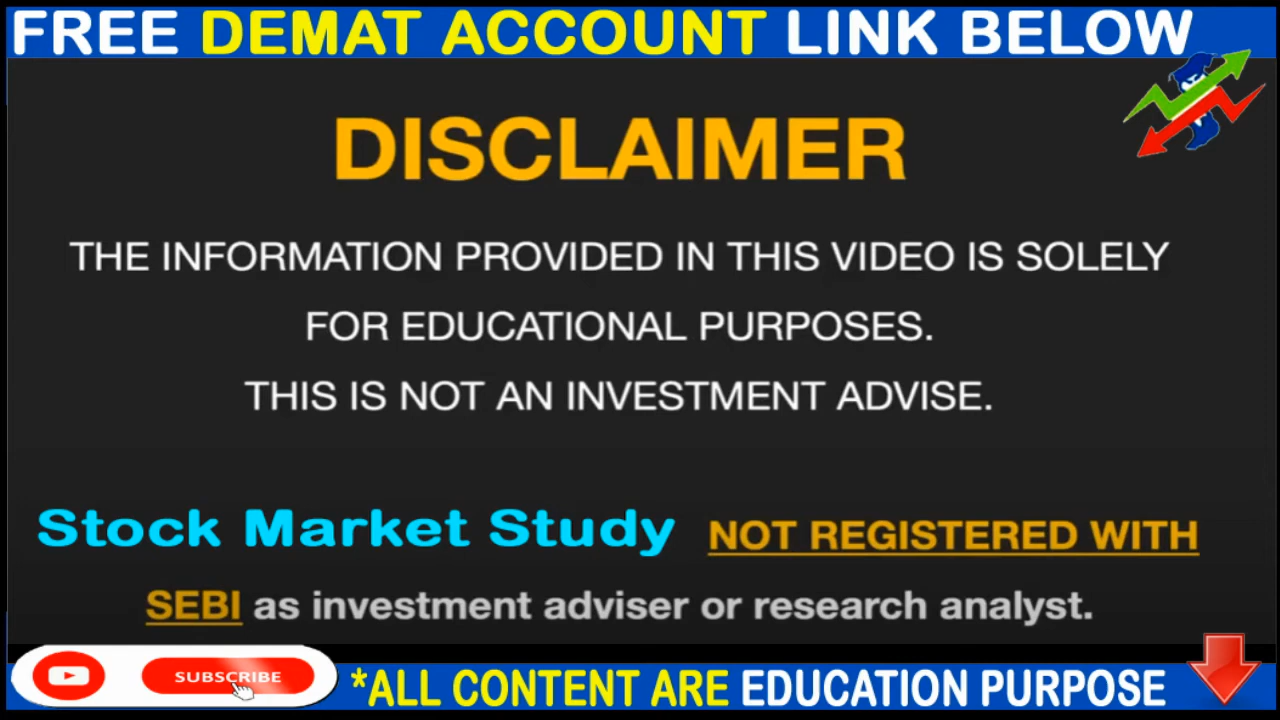 FREE DEMAT ACCOUNT LINK BELOW
DISCLAIMER
THE INFORMATION PROVIDED IN THIS VIDEO IS SOLELY
FOR EDUCATIONAL PURPOSES.
THIS IS NOT AN INVESTMENT ADVISE.
Stock Market Study NOT REGISTERED WITH
SEBI as investment adviser or research analyst.
SUBSCRIBE
*ALL CONTENT ARE EDUCATION PURPOSE